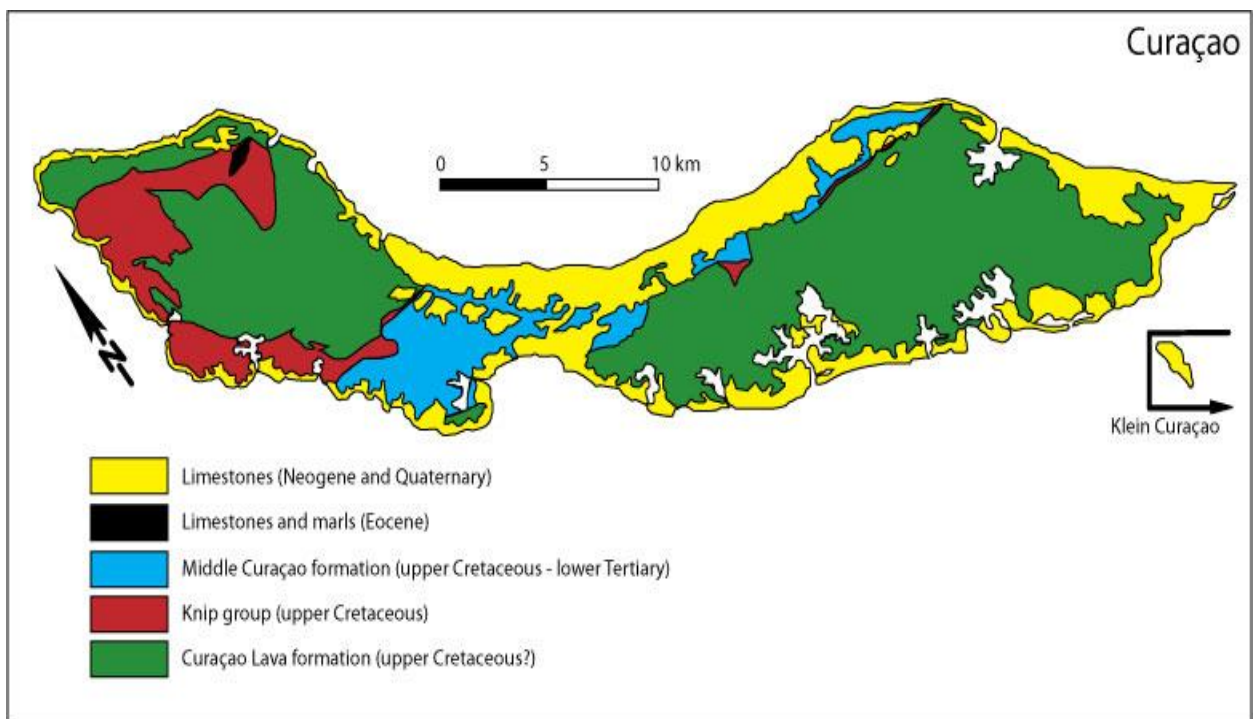 Curaçao
0 5 10 km
N
Klein Curaçao
Limestones (Neogene and Quaternary)
Limestones and marls (Eocene)
Middle Curaçao formation (upper Cretaceous - lower Tertiary)
Knip group (upper Cretaceous)
Curaçao Lava formation (upper Cretaceous?)